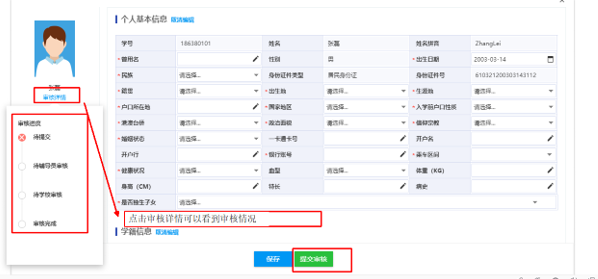 个人基本信息 取消编辑
学号 186380101 姓名 张磊 姓名拼音 ZhangLei
* 曾用名 * 性别 男 * 出生日期 2003-03-14
* 民族 请选择... 身份证件类型 居民身份证 身份证件号 610321200303143112
* 籍贯 请选择... * 出生地 请选择... * 生源地 请选择...
* 户口所在地 * 国家地区 请选择... * 入学前户口性质 请选择...
* 港澳台侨 请选择... * 政治面貌 请选择... * 信仰宗教 请选择...
* 婚姻状态 请选择... * 一卡通卡号 * 开户名
* 开户行 * 银行账号 * 乘车区间
* 健康状况 请选择... 血型 请选择... 体重（KG）
身高（CM） 特长 病史
* 是否独生子女 请选择...
张磊
审核详情
审核进度
待提交
待辅导员审核
待学校审核
审核完成
点击审核详情可以看到审核情况
学籍信息 取消编辑
保存 提交审核